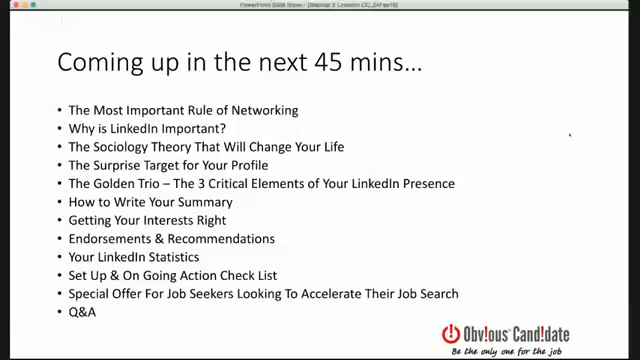 PowerPoint Slide Show - [Webinar 2 LinkedIn OC_24Feb15]
Coming up in the next 45 mins...
• The Most Important Rule of Networking
• Why is LinkedIn Important?
• The Sociology Theory That Will Change Your Life
• The Surprise Target for Your Profile
• The Golden Trio – The 3 Critical Elements of Your LinkedIn Presence
• How to Write Your Summary
• Getting Your Interests Right
• Endorsements & Recommendations
• Your LinkedIn Statistics
• Set Up & On Going Action Check List
• Special Offer For Job Seekers Looking To Accelerate Their Job Search
• Q&A
Obv!ous® Cand!date
Be the only one for the job